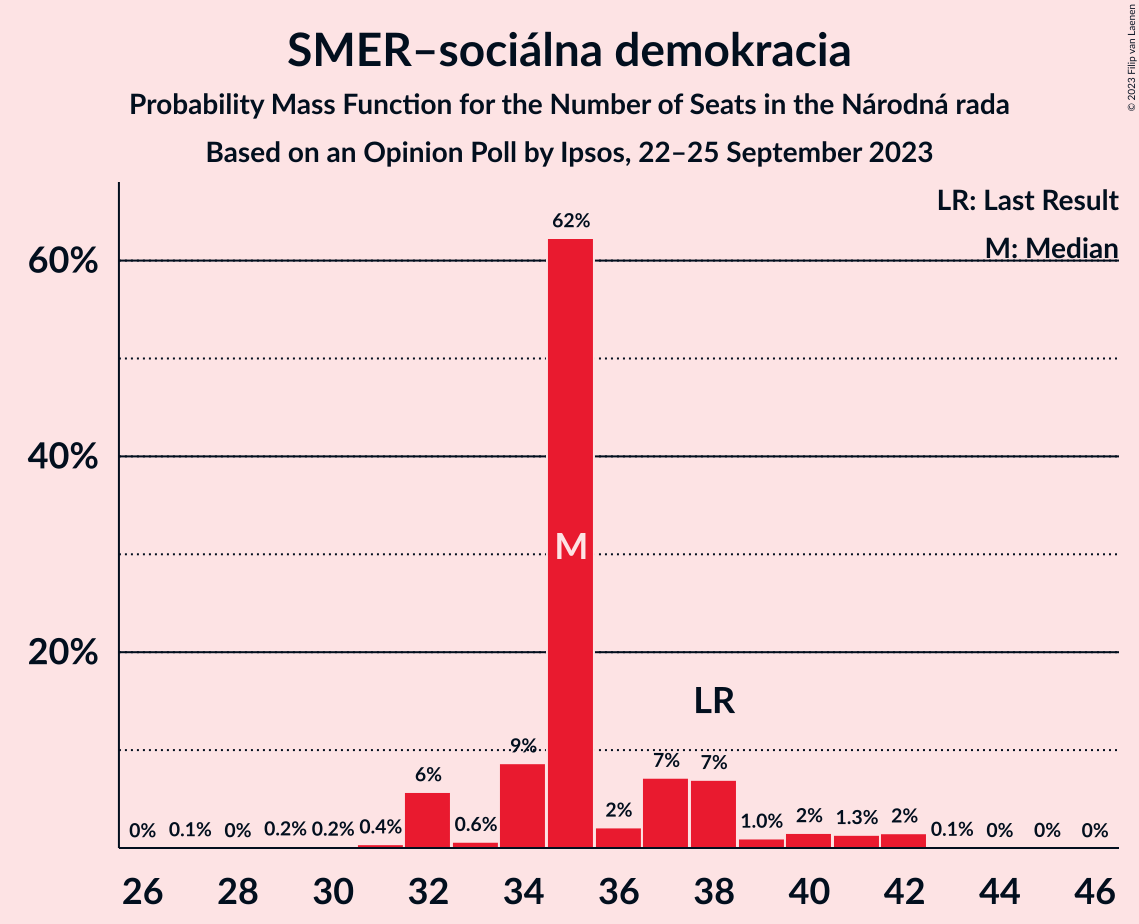 SMER–sociálna demokracia
Probability Mass Function for the Number of Seats in the Národná rada
Based on an Opinion Poll by Ipsos, 22–25 September 2023
© 2023 Filip van Laenen
LR: Last Result
M: Median
60%
40%
20%
0% 0.1% 0% 0.2% 0.2% 0.4% 6% 0.6% 9% 62% 2% 7% 7% 1.0% 2% 1.3% 2% 0.1% 0% 0% 0%
M
LR
26 28 30 32 34 36 38 40 42 44 46